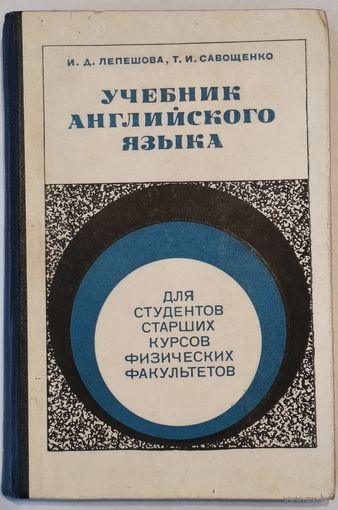 И. Д. ЛЕПЕШОВА, Т. И. САВОЩЕНКО
УЧЕБНИК
АНГЛИЙСКОГО
ЯЗЫКА
ДЛЯ
СТУДЕНТОВ
СТАРШИХ
КУРСОВ
ФИЗИЧЕСКИХ
ФАКУЛЬТЕТОВ